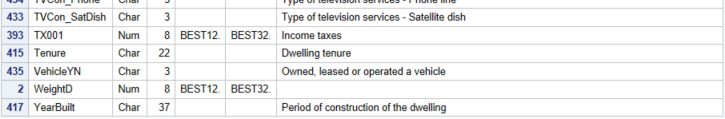 434 TVCon_Phone Char 3 Type of television services - Phone line
433 TVCon_SatDish Char 3 Type of television services - Satellite dish
393 TX001 Num 8 BEST12. BEST32. Income taxes
415 Tenure Char 22 Dwelling tenure
435 VehicleYN Char 3 Owned, leased or operated a vehicle
2 WeightD Num 8 BEST12. BEST32.
417 YearBuilt Char 37 Period of construction of the dwelling